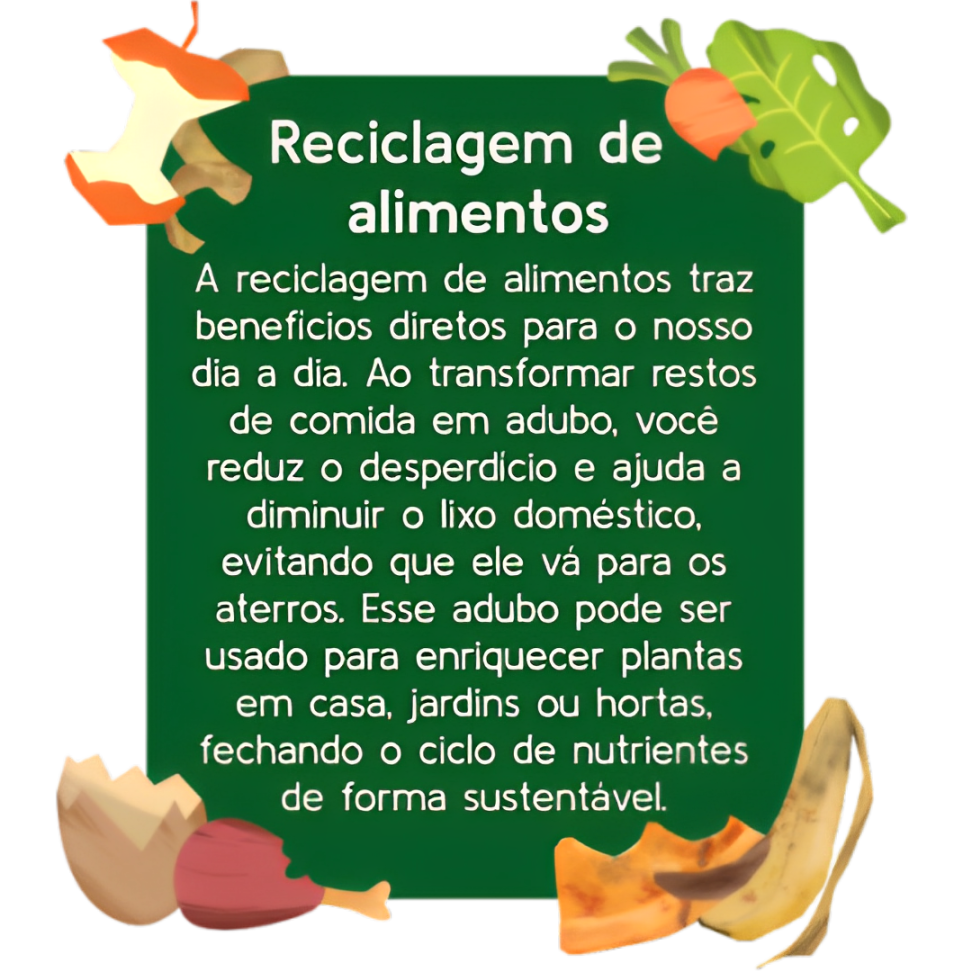 Reciclagem de
alimentos
A reciclagem de alimentos traz
benefícios diretos para o nosso
dia a dia. Ao transformar restos
de comida em adubo, você
reduz o desperdício e ajuda a
diminuir o lixo doméstico,
evitando que ele vá para os
aterros. Esse adubo pode ser
usado para enriquecer plantas
em casa, jardins ou hortas,
fechando o ciclo de nutrientes
de forma sustentável.